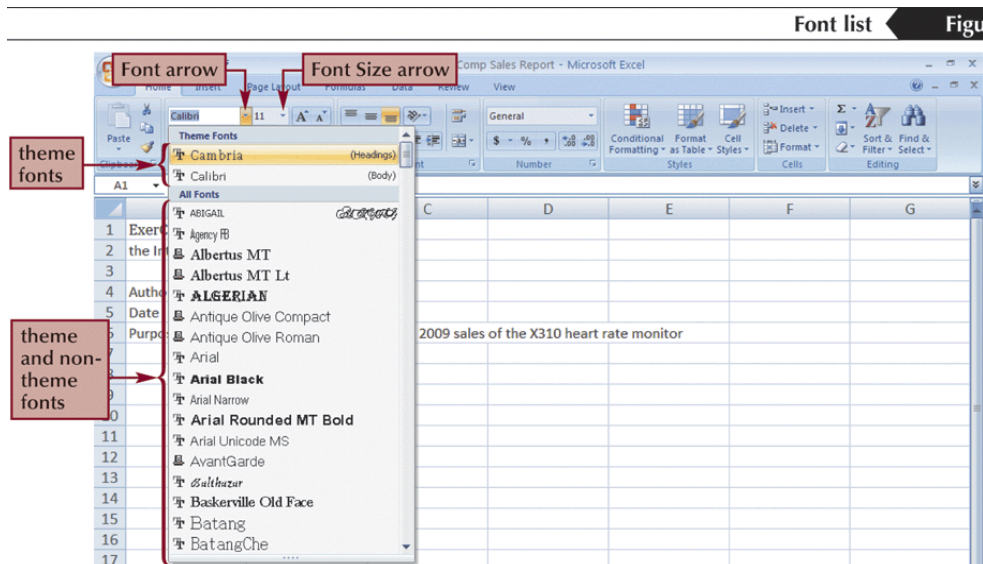 Font list Figu
Comp Sales Report - Microsoft Excel
Font arrow Font Size arrow
Home Insert Page Layout Formulas Data Review View
Calibri 11 A A General Insert Σ
Paste $ - % , .0 .00 Conditional Format Cell Delete Sort & Find &
Formatting as Table Styles Format Filter Select
Clipboa nt Number Styles Cells Editing
theme
fonts
Theme Fonts
Cambria (Headings)
Calibri (Body)
All Fonts
ABIGAIL
Agency FB
Albertus MT
Albertus MT Lt
ALGERIAN
Antique Olive Compact
Antique Olive Roman
Arial
Arial Black
Arial Narrow
Arial Rounded MT Bold
Arial Unicode MS
AvantGarde
Balthazar
Baskerville Old Face
Batang
BatangChe
theme
and non-
theme
fonts
A1
C D E F G
1 Exer
2 the In
3
4 Autho
5 Date
Purpo 2009 sales of the X310 heart rate monitor
11
12
13
14
15
16
17